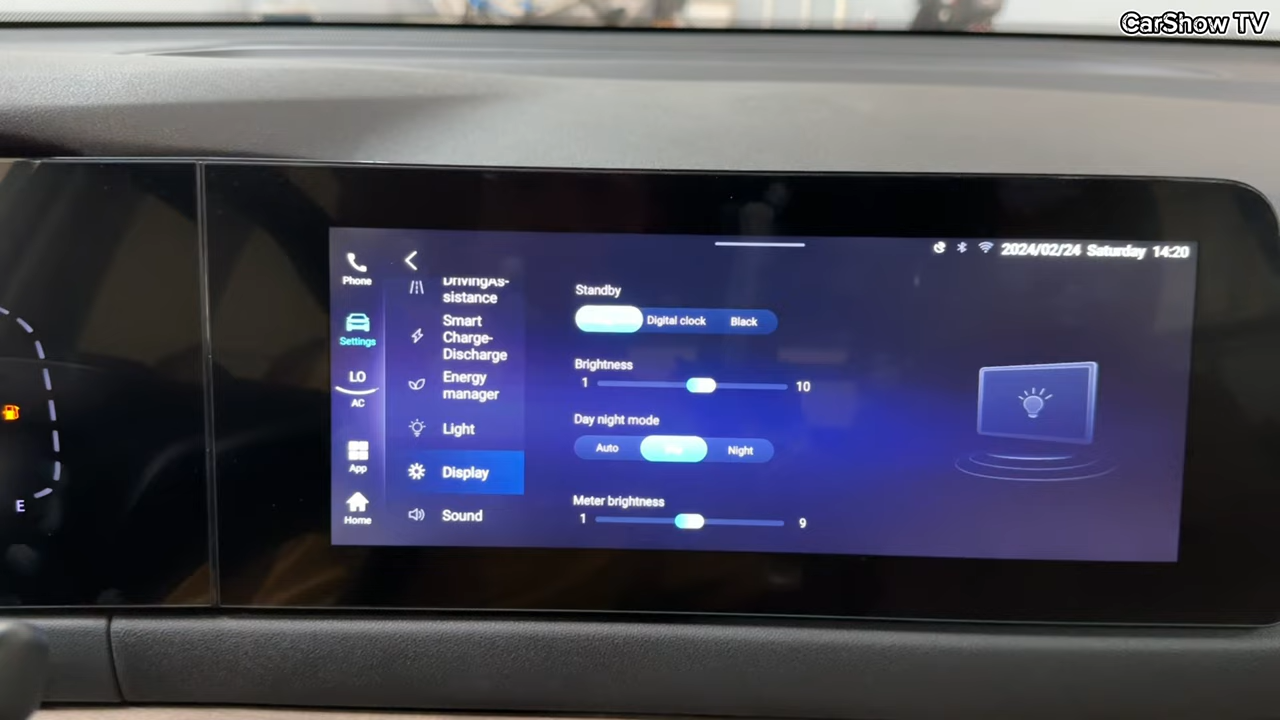 CarShow TV
2024/02/24 Saturday 14:20
Phone
Settings
LO
AC
App
Home
DrivingAs-
sistance
Smart
Charge-
Discharge
Energy
manager
Light
Display
Sound
Standby
Digital clock Black
Brightness
1 10
Day night mode
Auto Night
Meter brightness
1 9
E